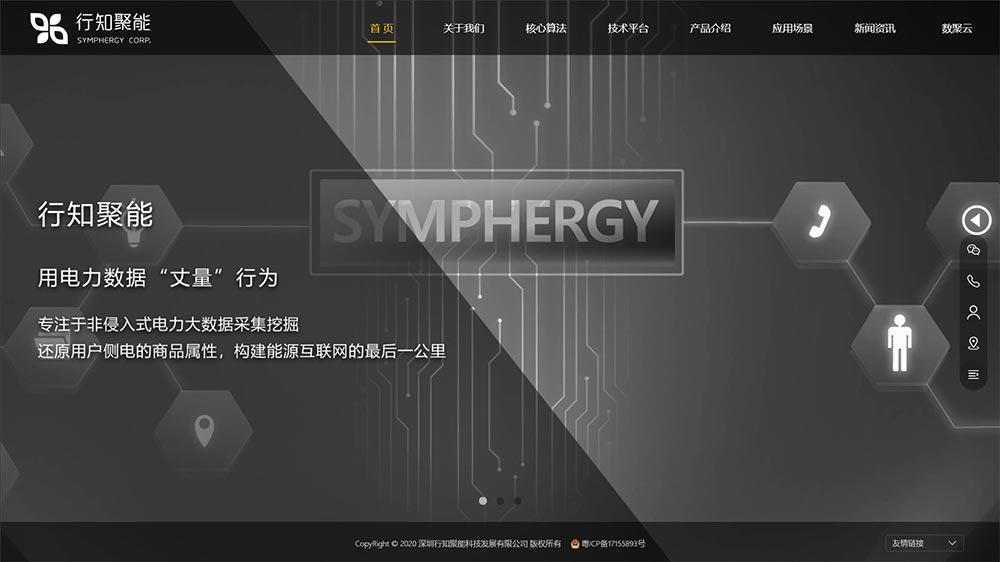 行知聚能
SYMPHERGY CORP.
首页
关于我们
核心算法
技术平台
产品介绍
应用场景
新闻资讯
数聚云
SYMPHERGY
行知聚能
用电力数据“丈量”行为
专注于非侵入式电力大数据采集挖掘
还原用户侧电的商品属性，构建能源互联网的最后一公里
CopyRight © 2020 深圳行知聚能科技发展有限公司 版权所有 粤ICP备17155893号
友情链接